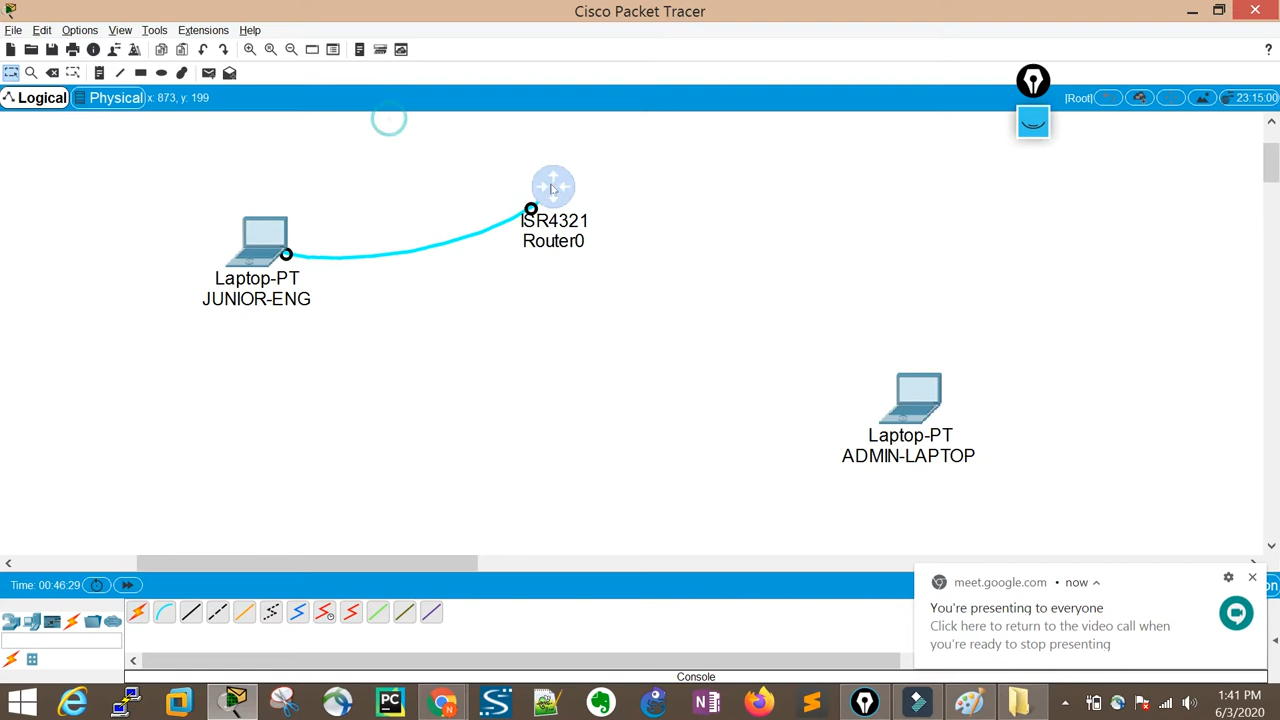 Cisco Packet Tracer
File Edit Options View Tools Extensions Help
?
Logical Physical x: 873, y: 199
[Root] 23:15:00
ISR4321
Router0
Laptop-PT
JUNIOR-ENG
Laptop-PT
ADMIN-LAPTOP
Time: 00:46:29
meet.google.com • now
You're presenting to everyone
Click here to return to the video call when
you're ready to stop presenting
Console
1:41 PM
6/3/2020